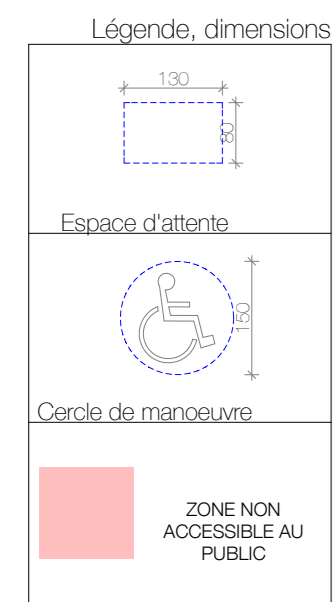 Légende, dimensions
130
80
Espace d'attente
150
Cercle de manoeuvre
ZONE NON
ACCESSIBLE AU
PUBLIC